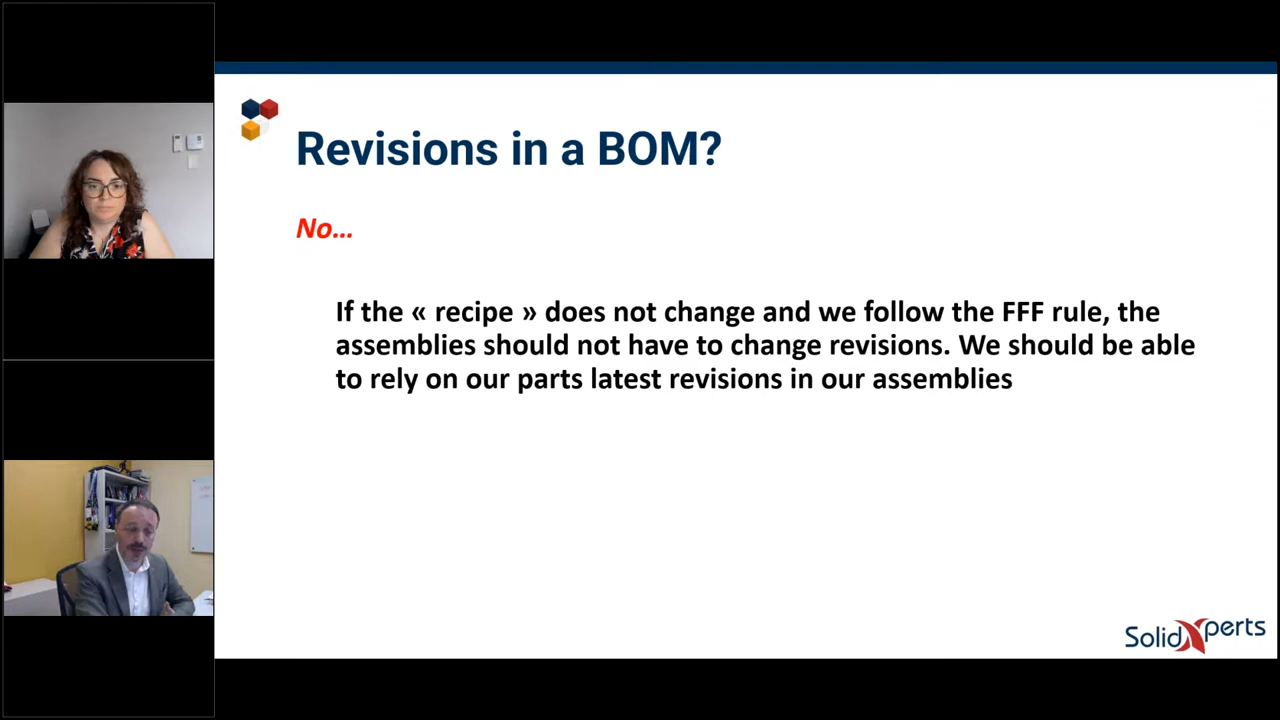 Revisions in a BOM?
No...
If the « recipe » does not change and we follow the FFF rule, the
assemblies should not have to change revisions. We should be able
to rely on our parts latest revisions in our assemblies
SolidXperts